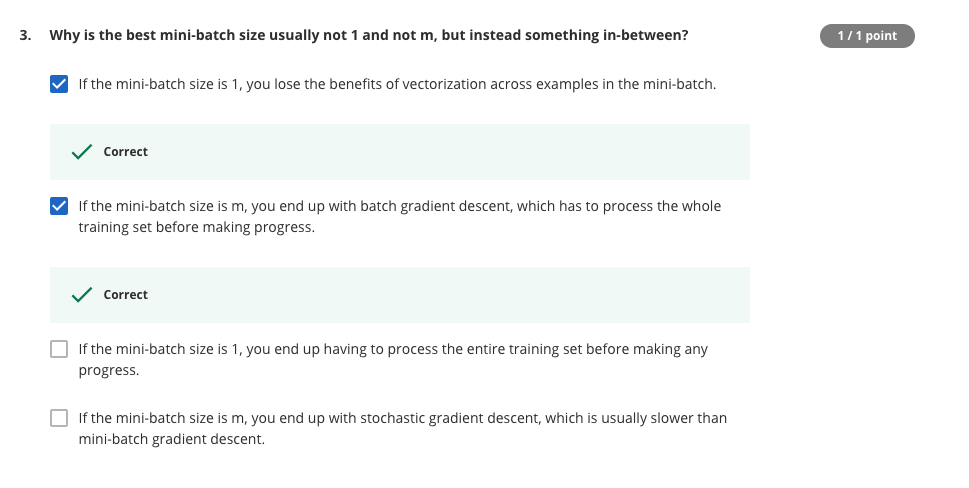 3. Why is the best mini-batch size usually not 1 and not m, but instead something in-between?
1 / 1 point
If the mini-batch size is 1, you lose the benefits of vectorization across examples in the mini-batch.
Correct
If the mini-batch size is m, you end up with batch gradient descent, which has to process the whole
training set before making progress.
Correct
If the mini-batch size is 1, you end up having to process the entire training set before making any
progress.
If the mini-batch size is m, you end up with stochastic gradient descent, which is usually slower than
mini-batch gradient descent.